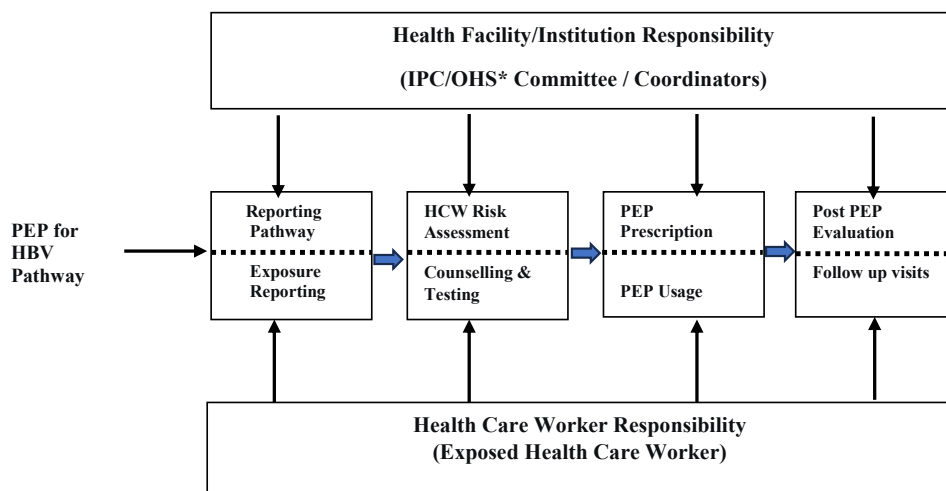 Health Facility/Institution Responsibility
(IPC/OHS* Committee / Coordinators)
PEP for
HBV
Pathway
Reporting
Pathway
Exposure
Reporting
HCW Risk
Assessment
Counselling &
Testing
PEP
Prescription
PEP Usage
Post PEP
Evaluation
Follow up visits
Health Care Worker Responsibility
(Exposed Health Care Worker)